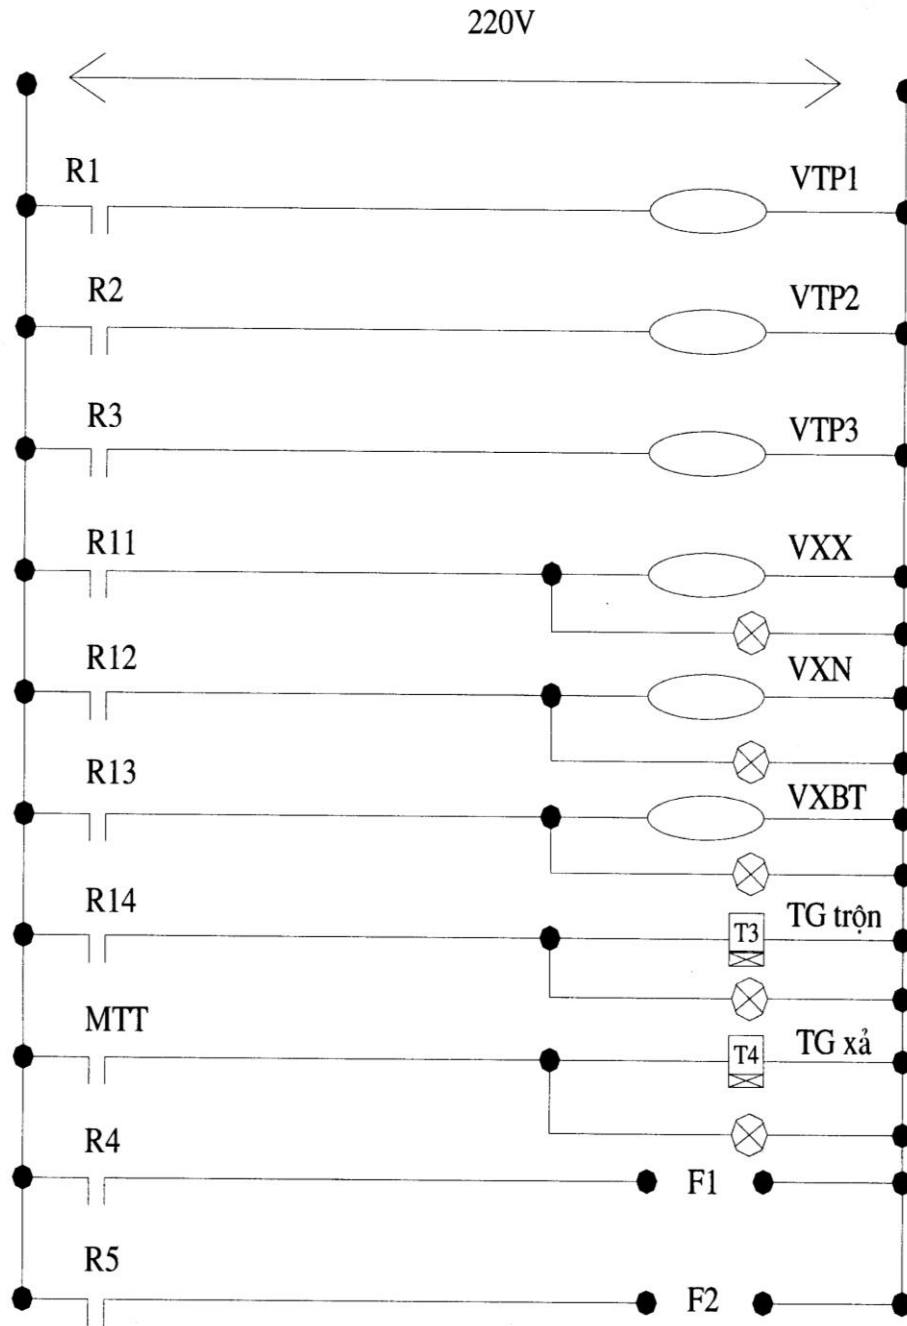 220V
R1
VTP1
R2
VTP2
R3
VTP3
R11
VXX
R12
VXN
R13
VXBT
R14
T3
TG trộn
MTT
T4
TG xả
R4
F1
R5
F2